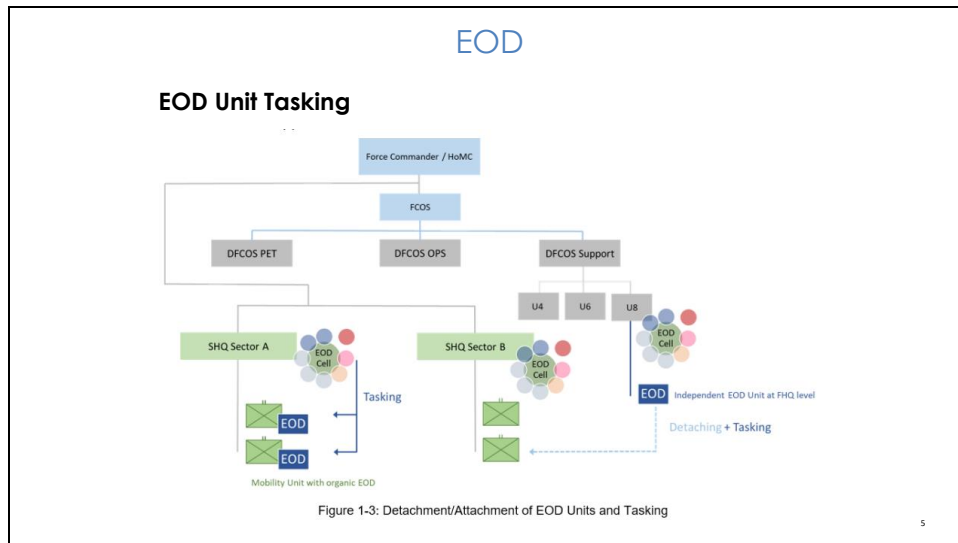 EOD
EOD Unit Tasking
Force Commander / HoMC
FCOS
DFCOS PET
DFCOS OPS
DFCOS Support
U4
U6
U8
EOD
Cell
SHQ Sector A
EOD
Cell
SHQ Sector B
EOD
Cell
Tasking
EOD
Independent EOD Unit at FHQ level
EOD
Detaching + Tasking
EOD
Mobility Unit with organic EOD
Figure 1-3: Detachment/Attachment of EOD Units and Tasking
5